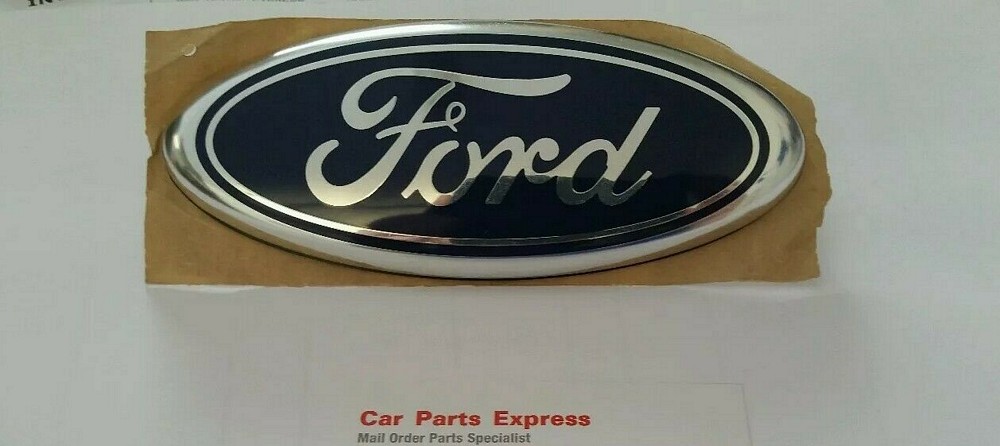 Ford
Car Parts Express
Mail Order Parts Specialist